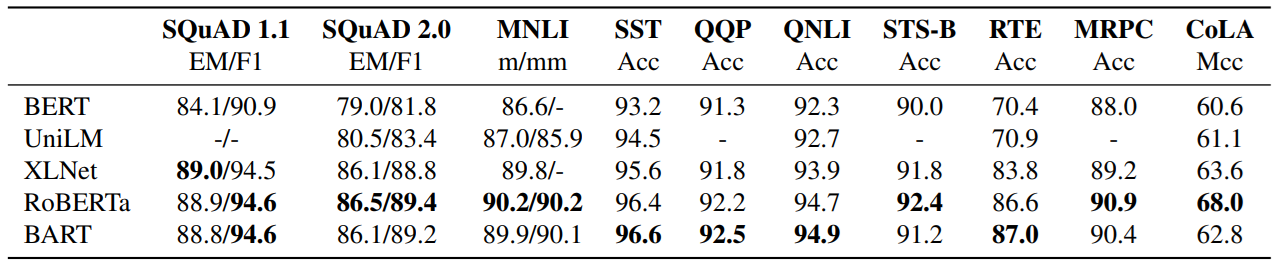 SQuAD 1.1 SQuAD 2.0 MNLI SST QQP QNLI STS-B RTE MRPC CoLA
EM/F1 EM/F1 m/mm Acc Acc Acc Acc Acc Acc Mcc
BERT 84.1/90.9 79.0/81.8 86.6/- 93.2 91.3 92.3 90.0 70.4 88.0 60.6
UniLM -/- 80.5/83.4 87.0/85.9 94.5 - 92.7 - 70.9 - 61.1
XLNet 89.0/94.5 86.1/88.8 89.8/- 95.6 91.8 93.9 91.8 83.8 89.2 63.6
RoBERTa 88.9/94.6 86.5/89.4 90.2/90.2 96.4 92.2 94.7 92.4 86.6 90.9 68.0
BART 88.8/94.6 86.1/89.2 89.9/90.1 96.6 92.5 94.9 91.2 87.0 90.4 62.8